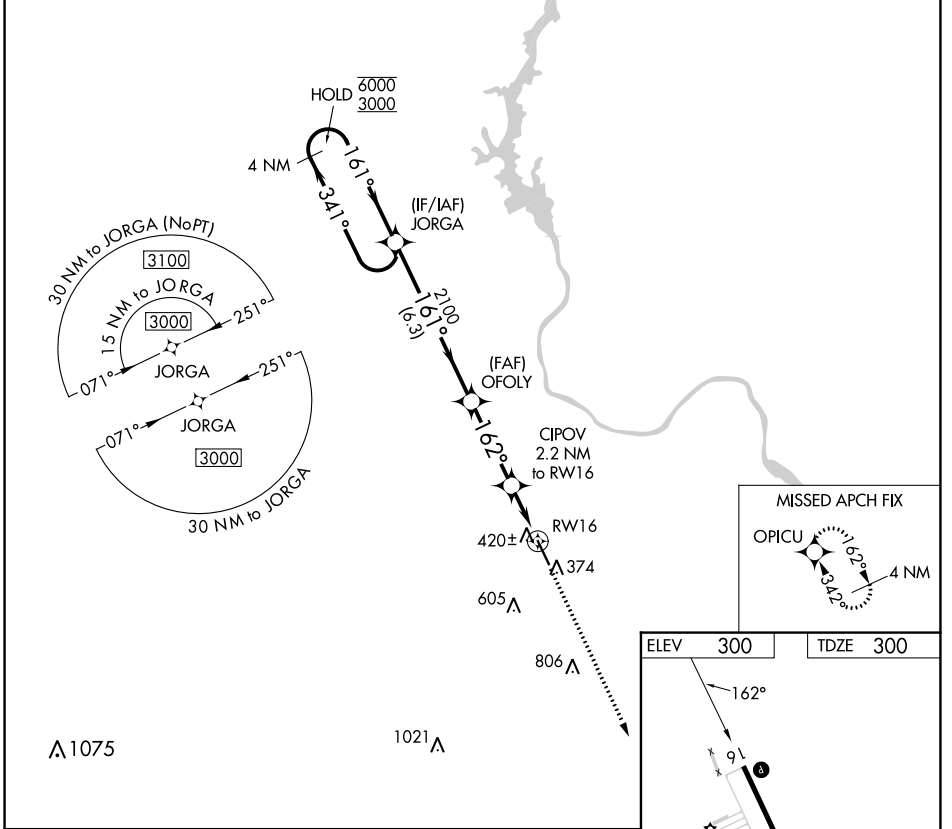 HOLD 6000
3000
4 NM
161°
341°
(IF/IAF)
JORGA
30 NM to JORGA (NoPT)
3100
15 NM to JORGA
3000
071°
251°
JORGA
2100
161°
(6.3)
(FAF)
OFOLY
071°
251°
JORGA
3000
30 NM to JORGA
162°
CIPOV
2.2 NM
to RW16
RW16
420±
374
605
806
1021
1075
MISSED APCH FIX
OPICU
162°
342°
4 NM
ELEV 300
TDZE 300
162°
16
P
x
x